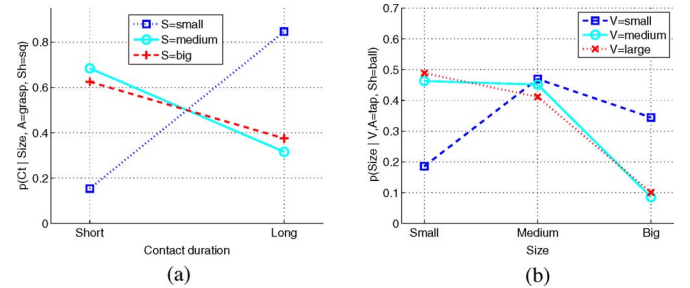 S=small
S=medium
S=big
p(Ct | Size, A=grasp, Sh=sq)
0.8
0.6
0.4
0.2
0
Short
Long
Contact duration
(a)
V=small
V=medium
V=large
p(Size | V,A=tap, Sh=ball)
0.7
0.6
0.5
0.4
0.3
0.2
0.1
0
Small
Medium
Big
Size
(b)